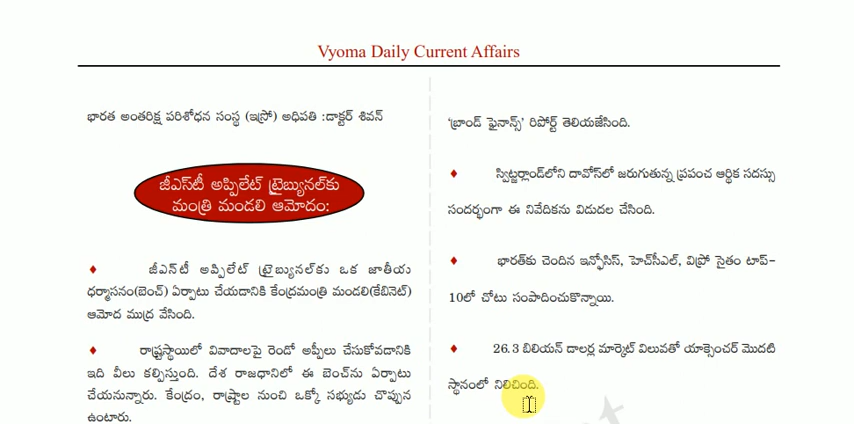 Vyoma Daily Current Affairs
భారత అంతరిక్ష పరిశోధన సంస్థ (ఇస్రో) అధిపతి :డాక్టర్ శివన్
జీఎస్‌టీ అప్పిలేట్ ట్రైబ్యునల్‌కు
మంత్రి మండలి ఆమోదం:
♦ జీఎన్‌టీ అప్పిలేట్ ట్రైబ్యునల్‌కు ఒక జాతీయ
ధర్మాసనం(బెంచ్) ఏర్పాటు చేయడానికి కేంద్రమంత్రి మండలి(కేబినెట్)
ఆమోద ముద్ర వేసింది.
♦ రాష్ట్రస్థాయిలో వివాదాలపై రెండో అప్పీలు చేసుకోవడానికి
ఇది వీలు కల్పిస్తుంది. దేశ రాజధానిలో ఈ బెంచ్‌ను ఏర్పాటు
చేయనున్నారు. కేంద్రం, రాష్ట్రాల నుంచి ఒక్కో సభ్యుడు చొప్పున
ఉంటారు.
'బ్రాండ్ ఫైనాన్స్' రిపోర్ట్ తెలియజేసింది.
♦ స్విట్జర్లాండ్‌లోని దావోస్‌లో జరుగుతున్న ప్రపంచ ఆర్థిక సదస్సు
సందర్భంగా ఈ నివేదికను విడుదల చేసింది.
♦ భారత్‌కు చెందిన ఇన్ఫోసిస్, హెచ్‌సీఎల్, విప్రో సైతం టాప్-
10లో చోటు సంపాదించుకొన్నాయి.
♦ 26.3 బిలియన్ డాలర్ల మార్కెట్ విలువతో యాక్సెంచర్ మొదటి
స్థానంలో నిలిచింది.